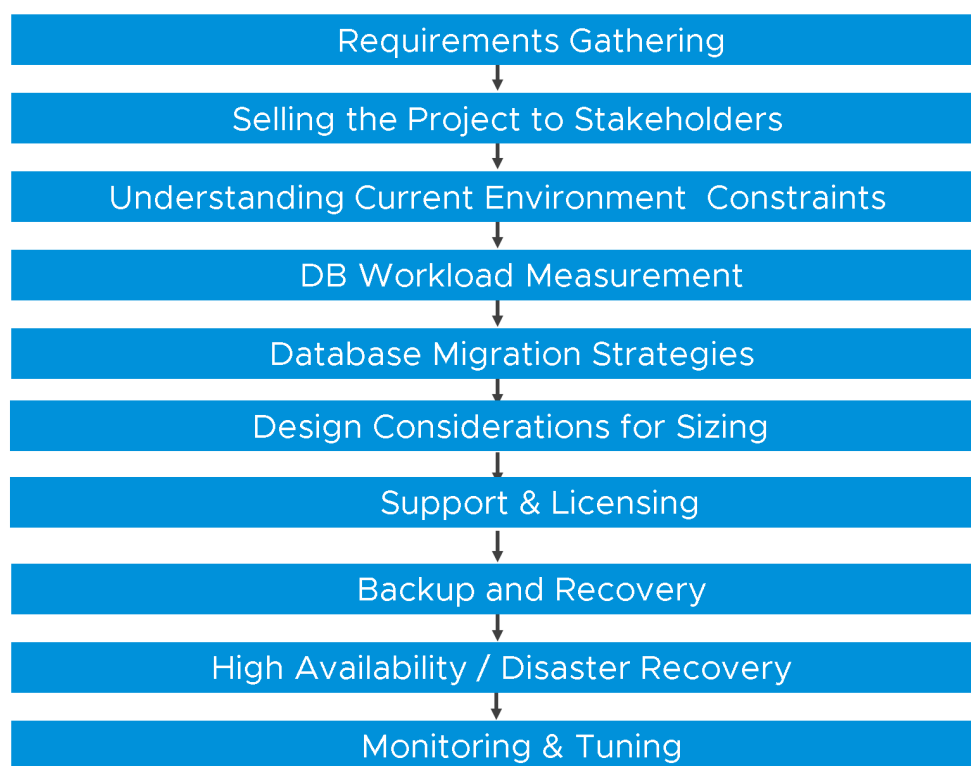 Requirements Gathering
Selling the Project to Stakeholders
Understanding Current Environment  Constraints
DB Workload Measurement
Database Migration Strategies
Design Considerations for Sizing
Support & Licensing
Backup and Recovery
High Availability / Disaster Recovery
Monitoring & Tuning